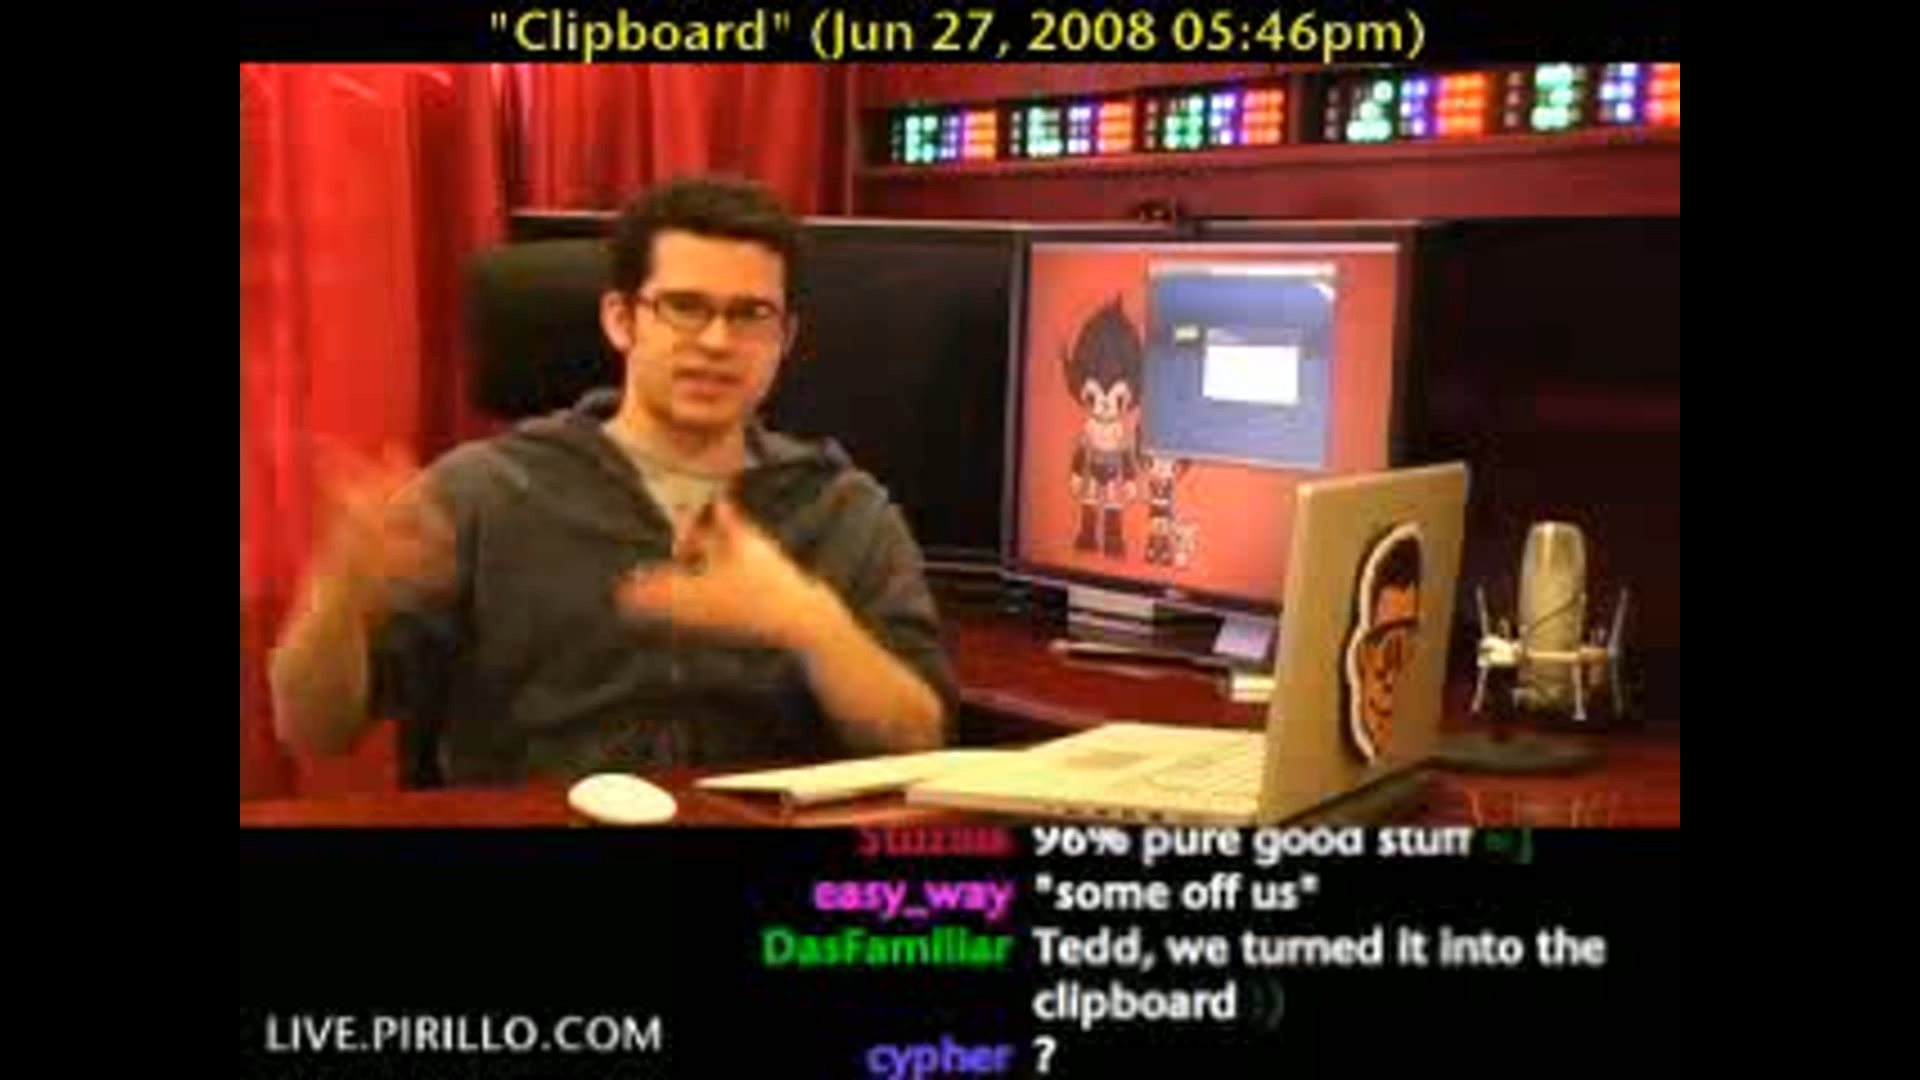 "Clipboard" (Jun 27, 2008 05:46pm)
96% pure good stuff =]
easy_way *some off us*
DasFamiliar Tedd, we turned it into the
clipboard :)
LIVE.PIRILLO.COM
cypher ?